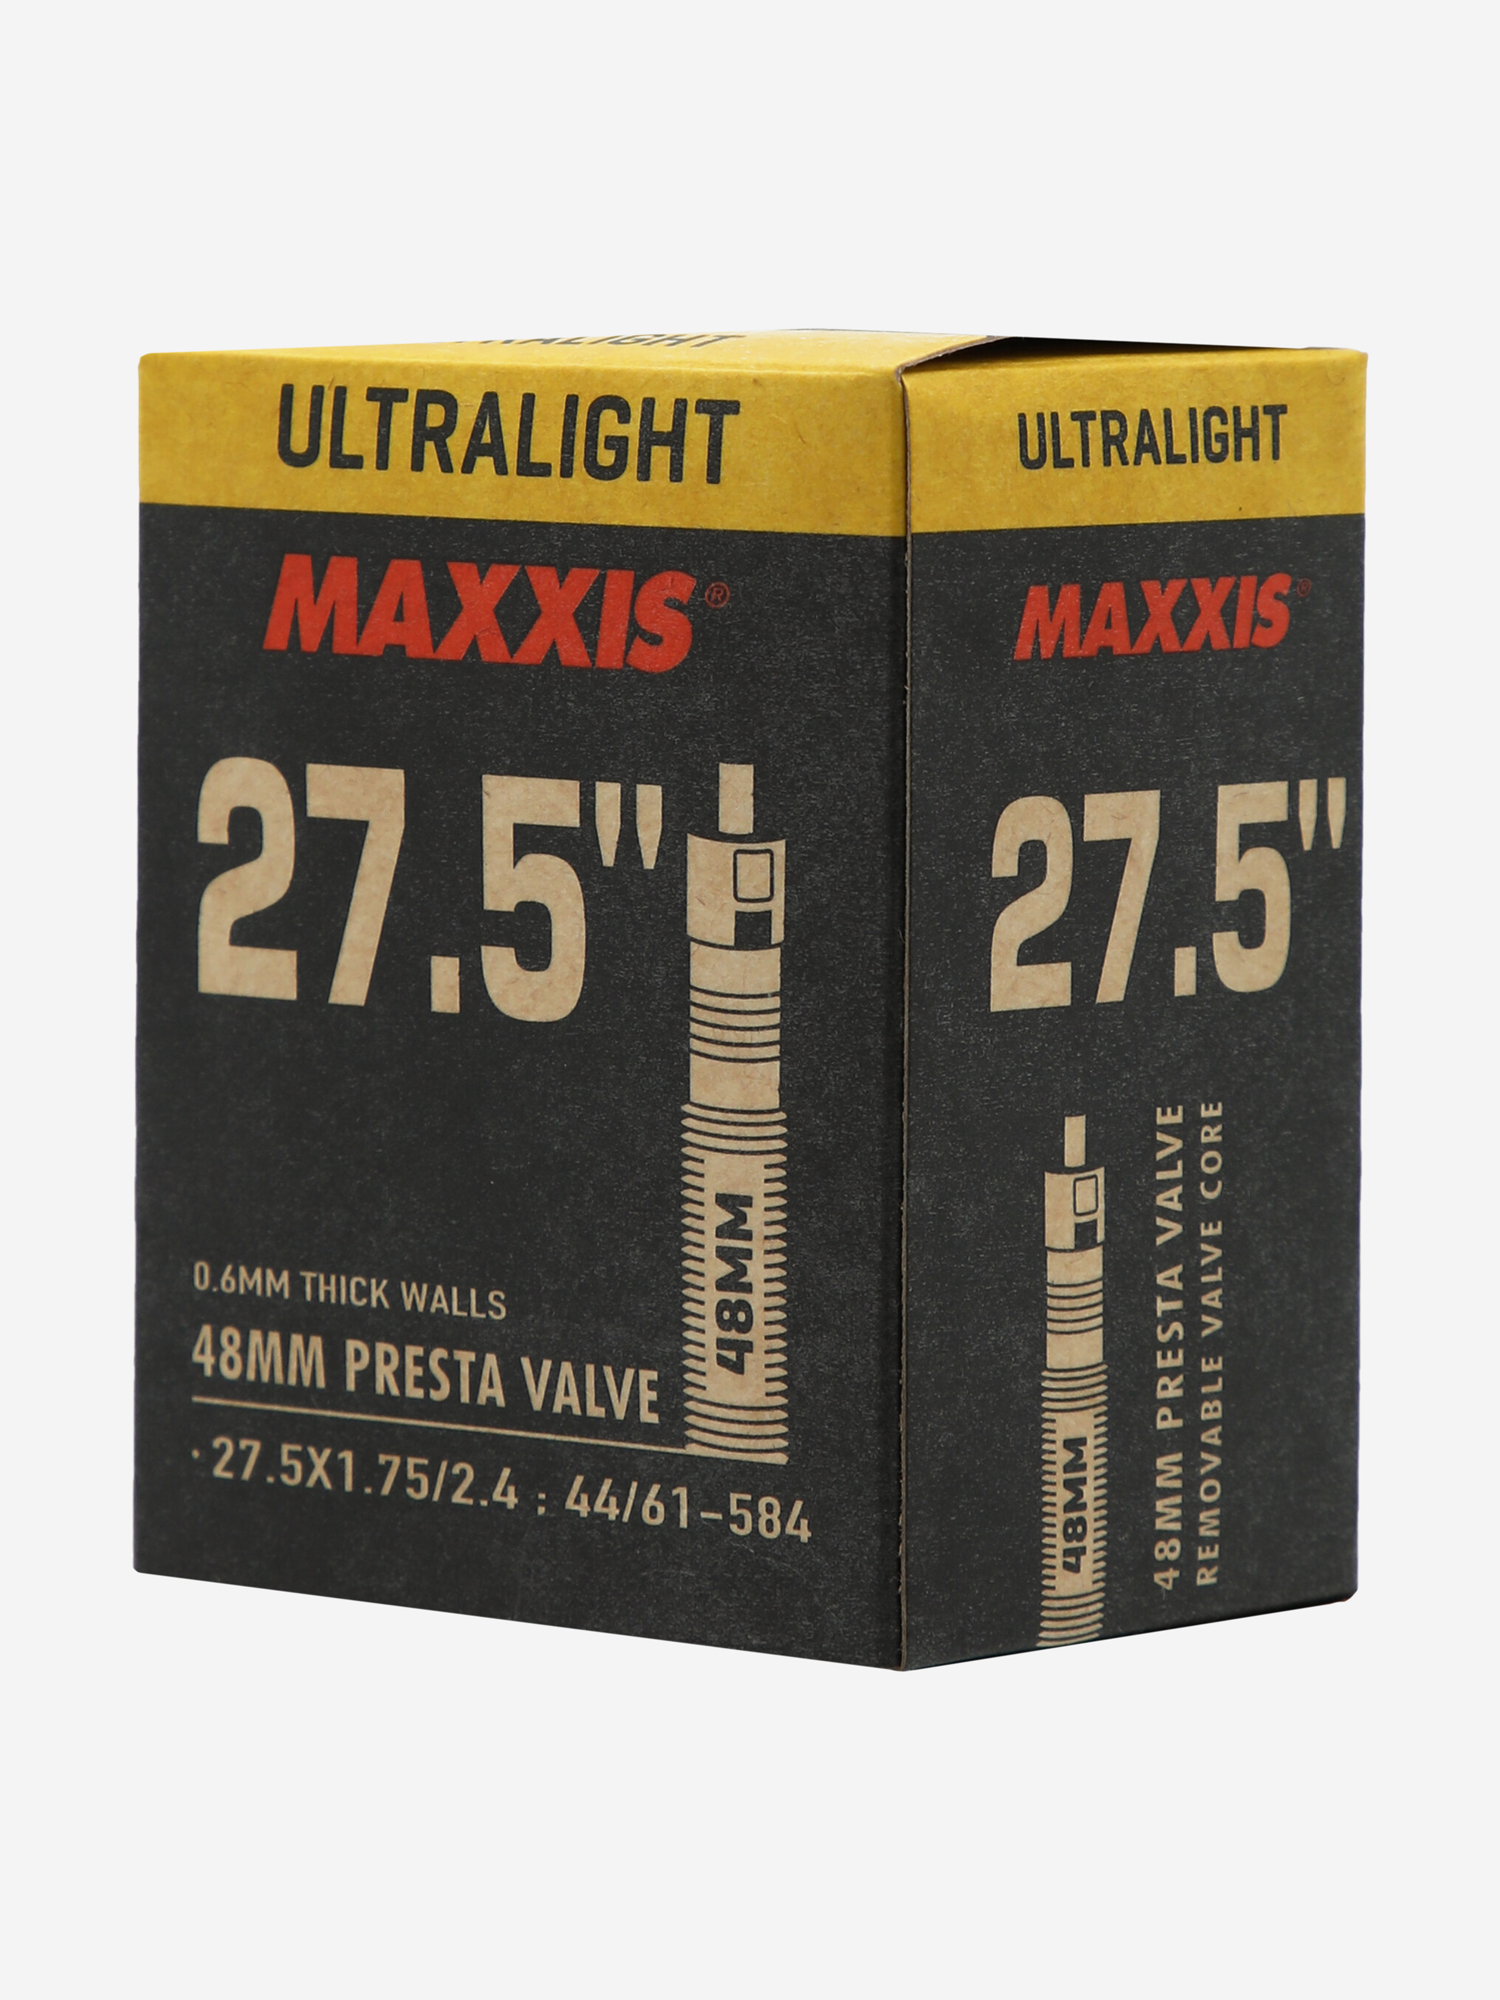 ULTRALIGHT
ULTRALIGHT
MAXXIS®
27.5"
48MM
0.6MM THICK WALLS
48MM PRESTA VALVE
· 27.5X1.75/2.4 ; 44/61-584
ULTRALIGHT
MAXXIS®
27.5"
48MM
48MM PRESTA VALVE
REMOVABLE VALVE CORE